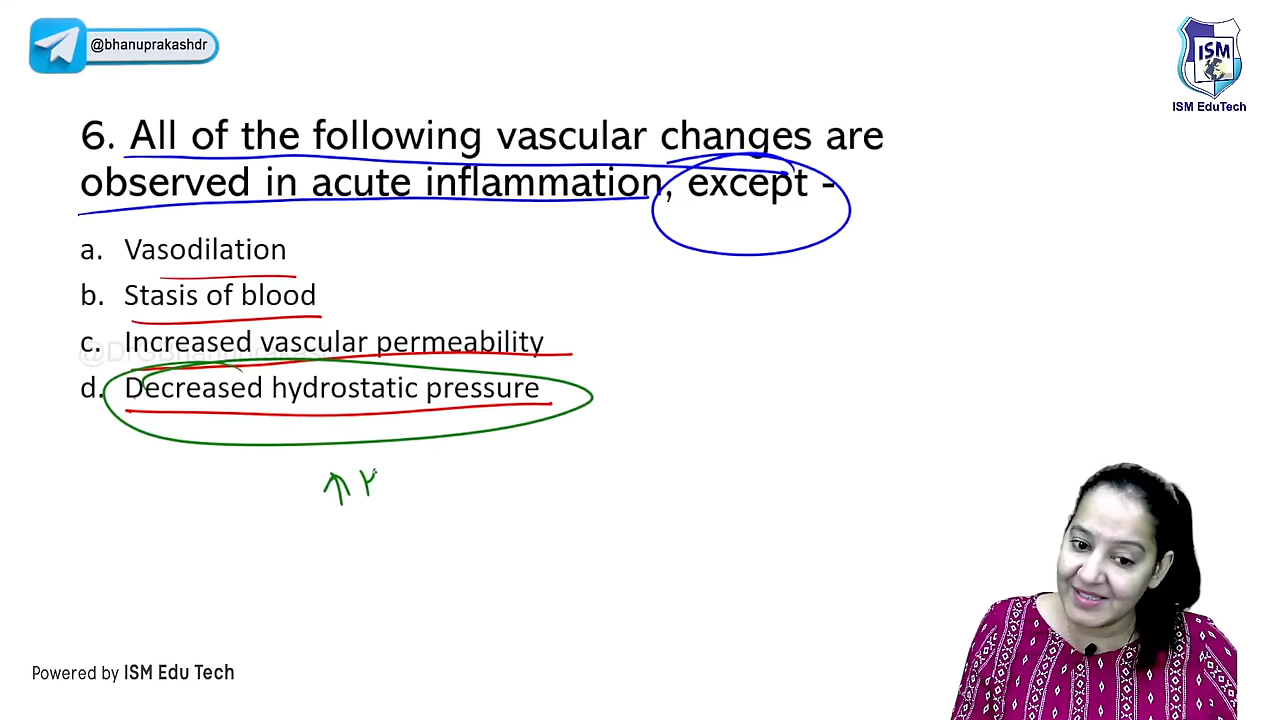 @bhanuprakashdr
ISM
ISM EduTech
6. All of the following vascular changes are
observed in acute inflammation, except -
a. Vasodilation
b. Stasis of blood
c. Increased vascular permeability
d. Decreased hydrostatic pressure
↑
Powered by ISM Edu Tech